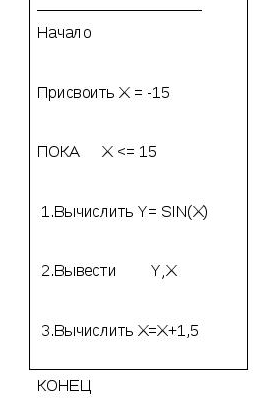 Начало
Присвоить X = -15
ПОКА X <= 15
1.Вычислить Y= SIN(X)
2.Вывести Y,X
3.Вычислить X=X+1,5
КОНЕЦ